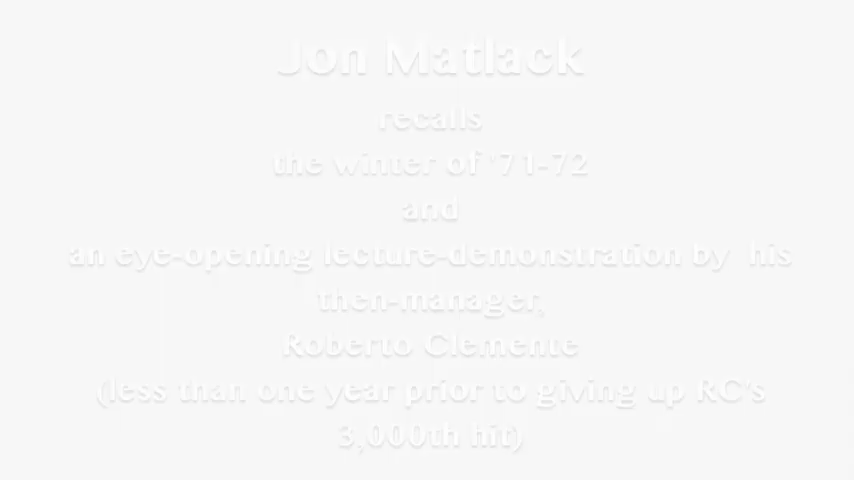 Jon Matlack
recalls
the winter of '71-72
and
an eye-opening lecture-demonstration by his
then-manager,
Roberto Clemente
(less than one year prior to giving up RC's
3,000th hit)